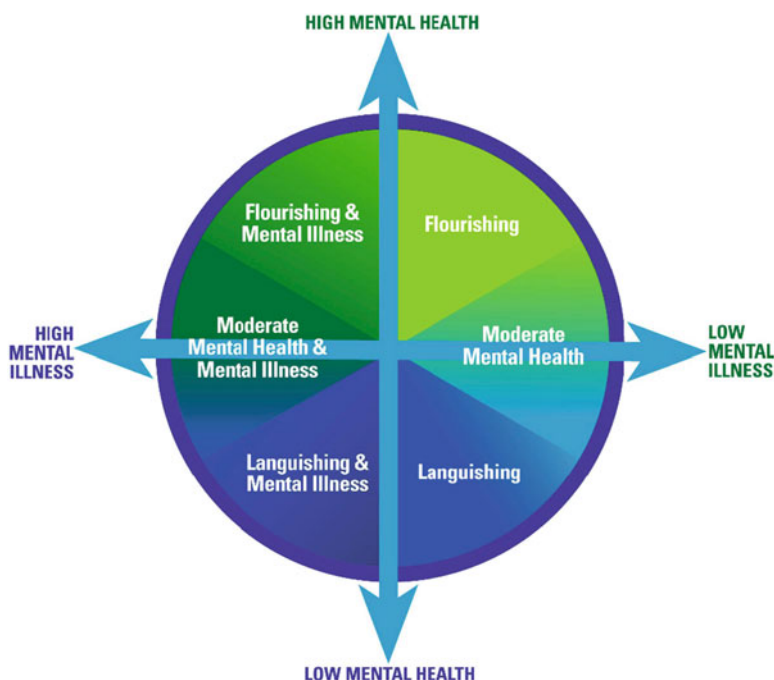 HIGH MENTAL HEALTH
Flourishing &
Mental Illness
Flourishing
HIGH
MENTAL
ILLNESS
Moderate
Mental Health &
Mental Illness
Moderate
Mental Health
LOW
MENTAL
ILLNESS
Languishing &
Mental Illness
Languishing
LOW MENTAL HEALTH